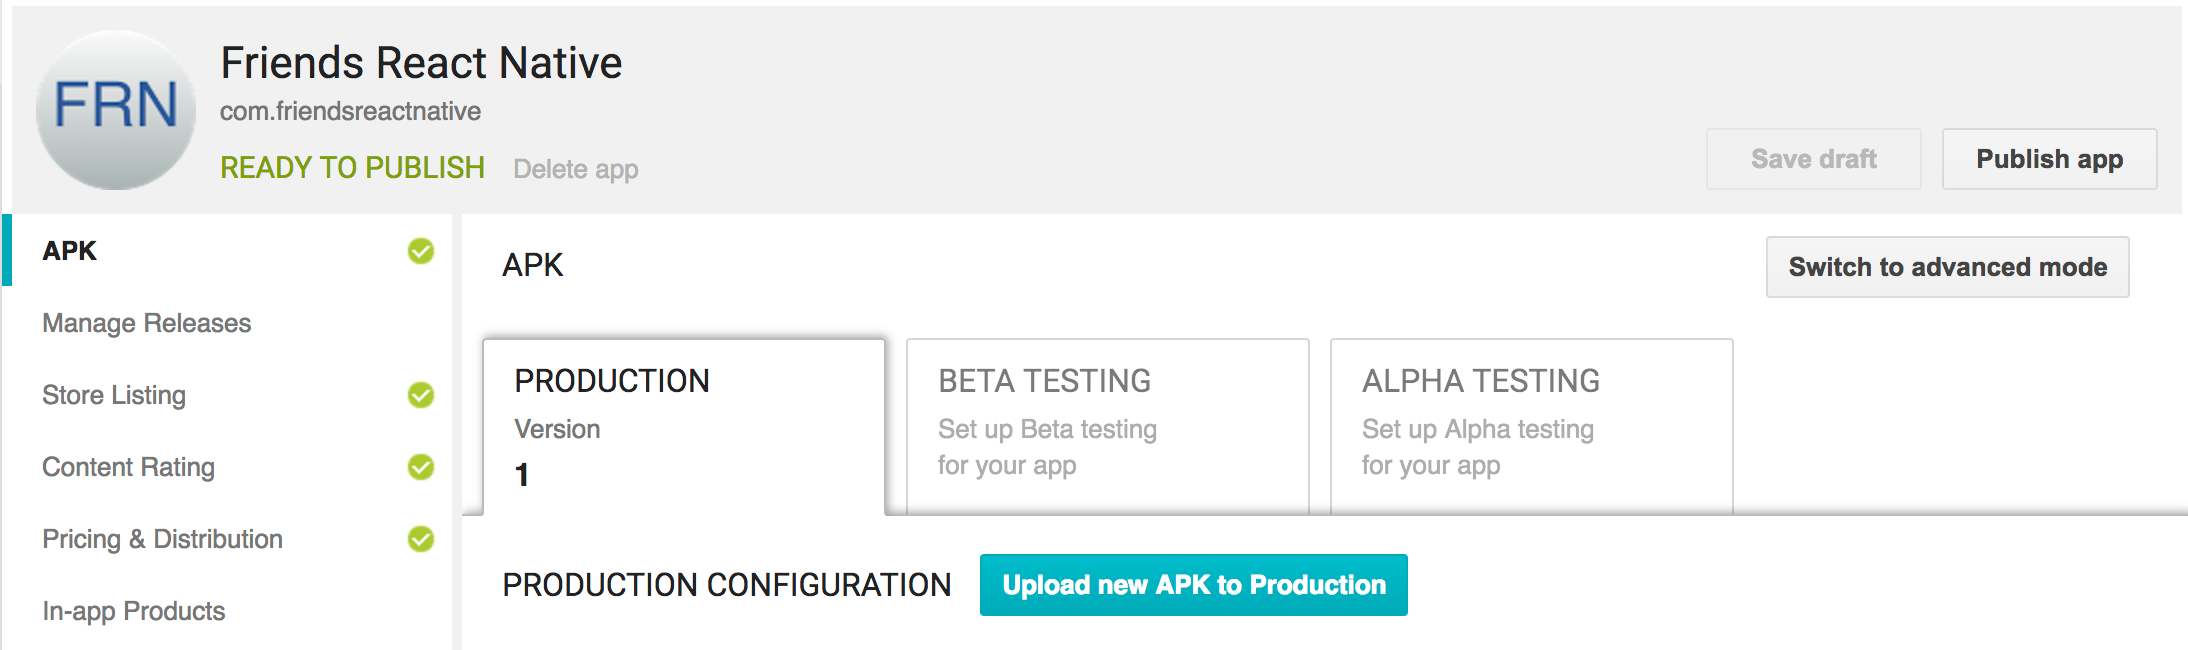 FRN
Friends React Native
com.friendsreactnative
READY TO PUBLISH Delete app
Save draft Publish app
APK
Manage Releases
Store Listing
Content Rating
Pricing & Distribution
In-app Products
APK
Switch to advanced mode
PRODUCTION
Version
1
BETA TESTING
Set up Beta testing
for your app
ALPHA TESTING
Set up Alpha testing
for your app
PRODUCTION CONFIGURATION Upload new APK to Production